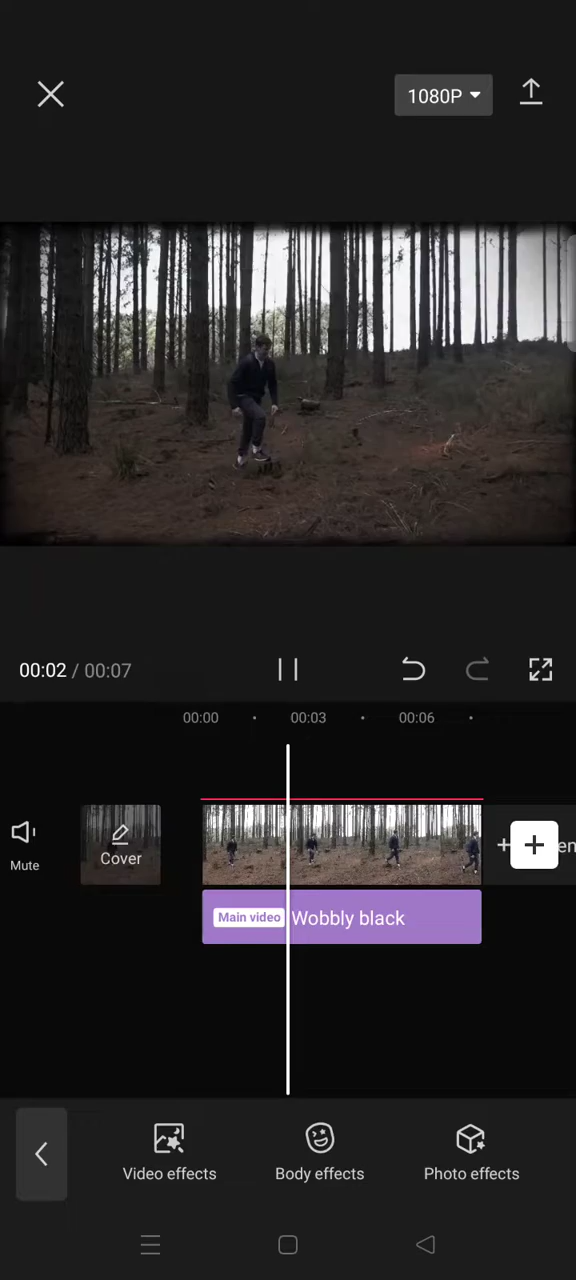 1080P
00:02 / 00:07
00:00 00:03 00:06
Mute
Cover
+ en
Main video Wobbly black
Video effects
Body effects
Photo effects